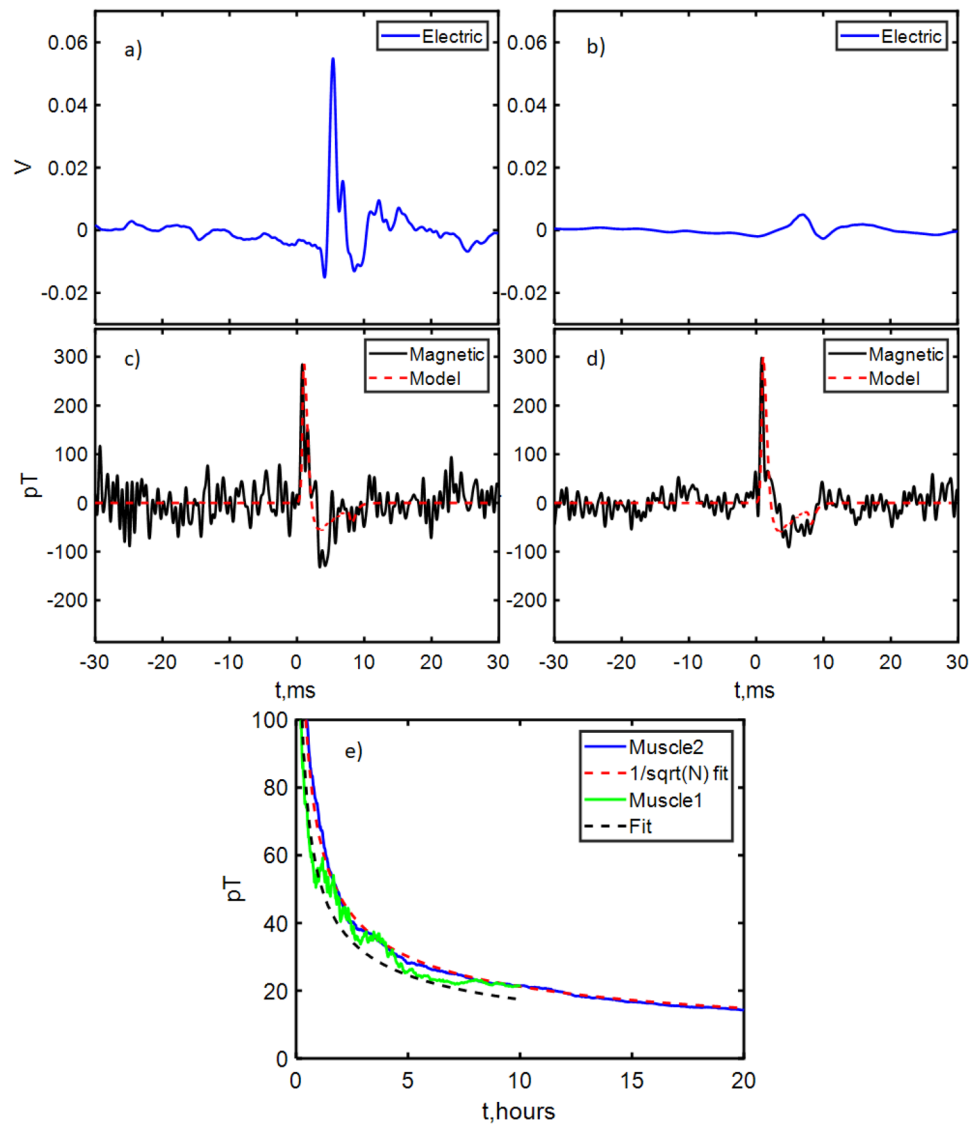 a)
Electric
0.06
0.04
0.02
0
-0.02
V
b)
Electric
0.06
0.04
0.02
0
-0.02
c)
Magnetic
Model
300
200
100
0
-100
-200
pT
-30 -20 -10 0 10 20 30
t,ms
d)
Magnetic
Model
300
200
100
0
-100
-200
-30 -20 -10 0 10 20 30
t,ms
e)
Muscle2
1/sqrt(N) fit
Muscle1
Fit
100
80
60
40
20
0
pT
0 5 10 15 20
t,hours